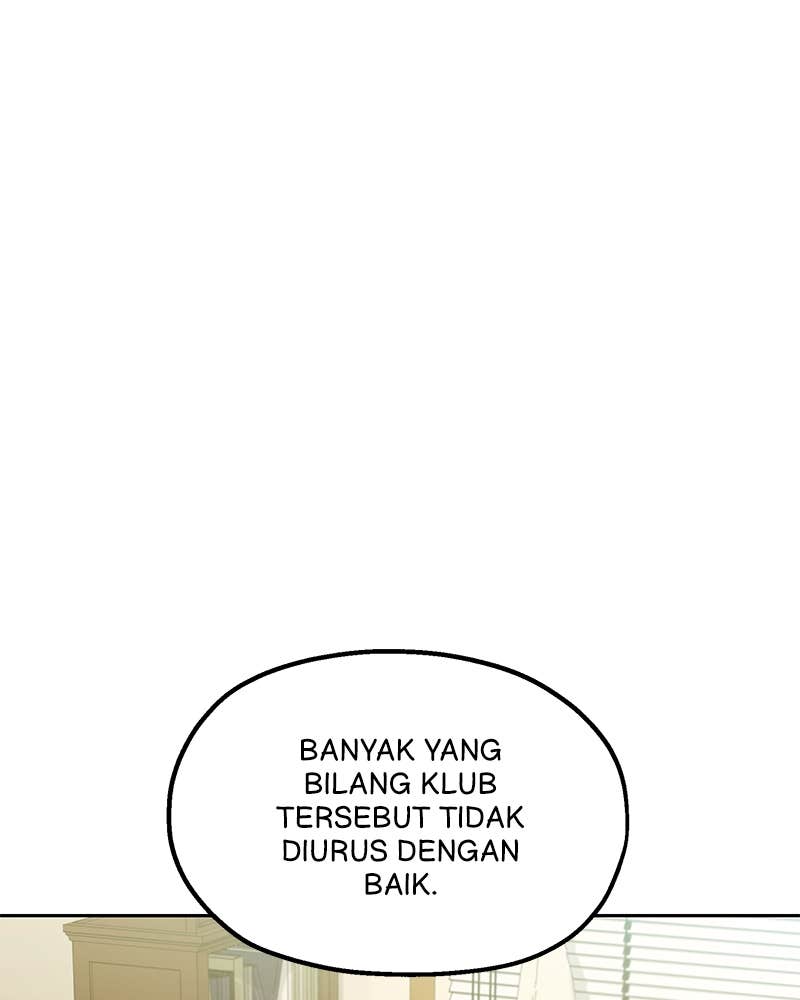 BANYAK YANG
BILANG KLUB
TERSEBUT TIDAK
DIURUS DENGAN
BAIK.